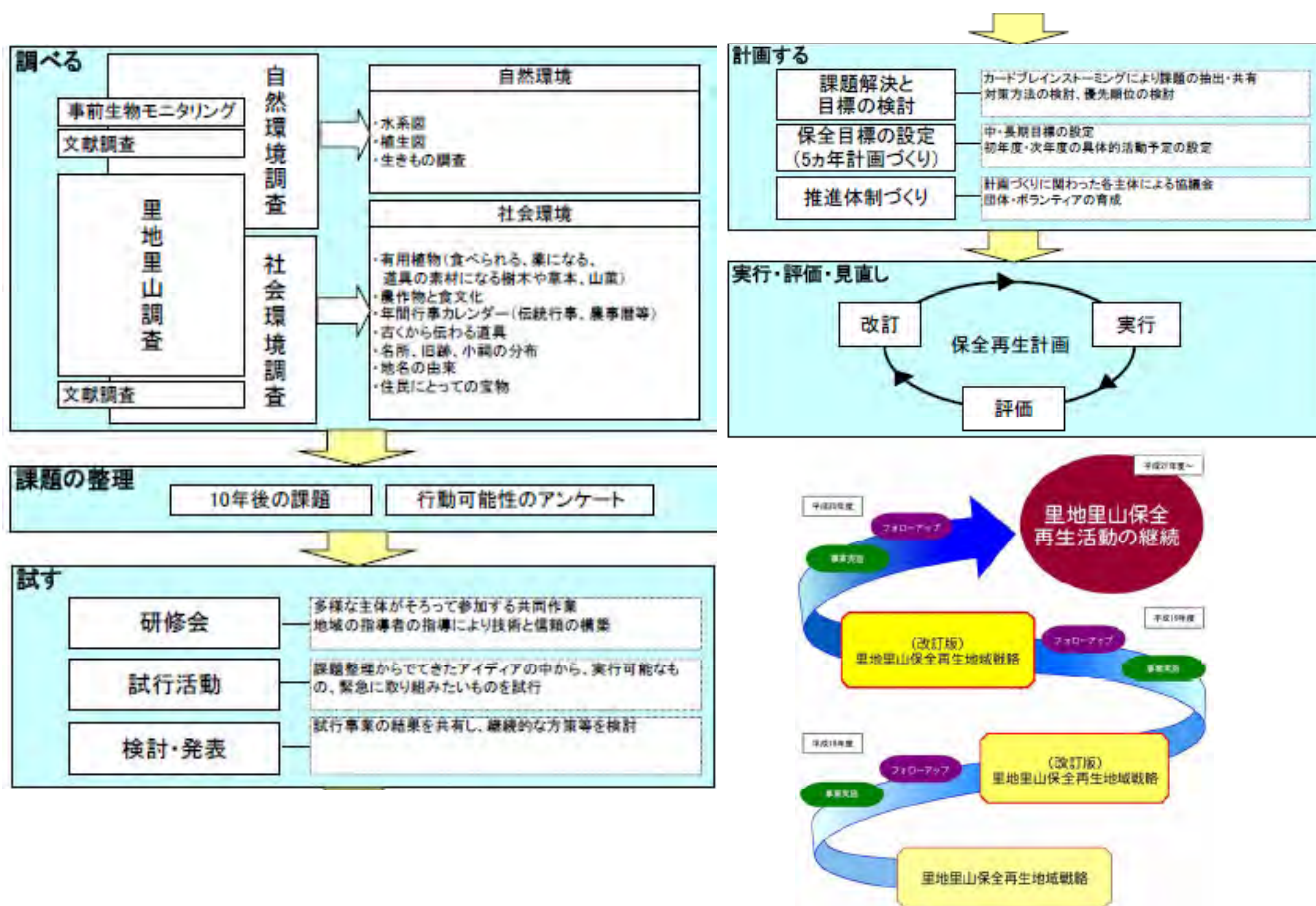 調べる
自然環境調査
事前生物モニタリング
文献調査
里地里山調査
社会環境調査
文献調査
自然環境
・水系図
・植生図
・生きもの調査
社会環境
・有用植物(食べられる、薬になる、
道具の素材になる樹木や草本、山菜)
・農作物と食文化
・年間行事カレンダー(伝統行事、農事暦等)
・古くから伝わる道具
・名所、旧跡、小祠の分布
・地名の由来
・住民にとっての宝物
課題の整理
10年後の課題
行動可能性のアンケート
試す
研修会
多様な主体がそろって参加する共同作業
地域の指導者の指導により技術と信頼の構築
試行活動
課題整理からでてきたアイディアの中から、実行可能なも
の、緊急に取り組みたいものを試行
検討・発表
試行事業の結果を共有し、継続的な方策等を検討
計画する
課題解決と
目標の検討
カードブレインストーミングにより課題の抽出・共有
対策方法の検討、優先順位の検討
保全目標の設定
(5ヵ年計画づくり)
中・長期目標の設定
初年度・次年度の具体的活動予定の設定
推進体制づくり
計画づくりに関わった各主体による協議会
団体・ボランティアの育成
実行・評価・見直し
改訂
実行
保全再生計画
評価
里地里山保全
再生活動の継続
フォローアップ
事業実施
(改訂版)
里地里山保全再生地域戦略
フォローアップ
事業実施
(改訂版)
里地里山保全再生地域戦略
フォローアップ
事業実施
里地里山保全再生地域戦略